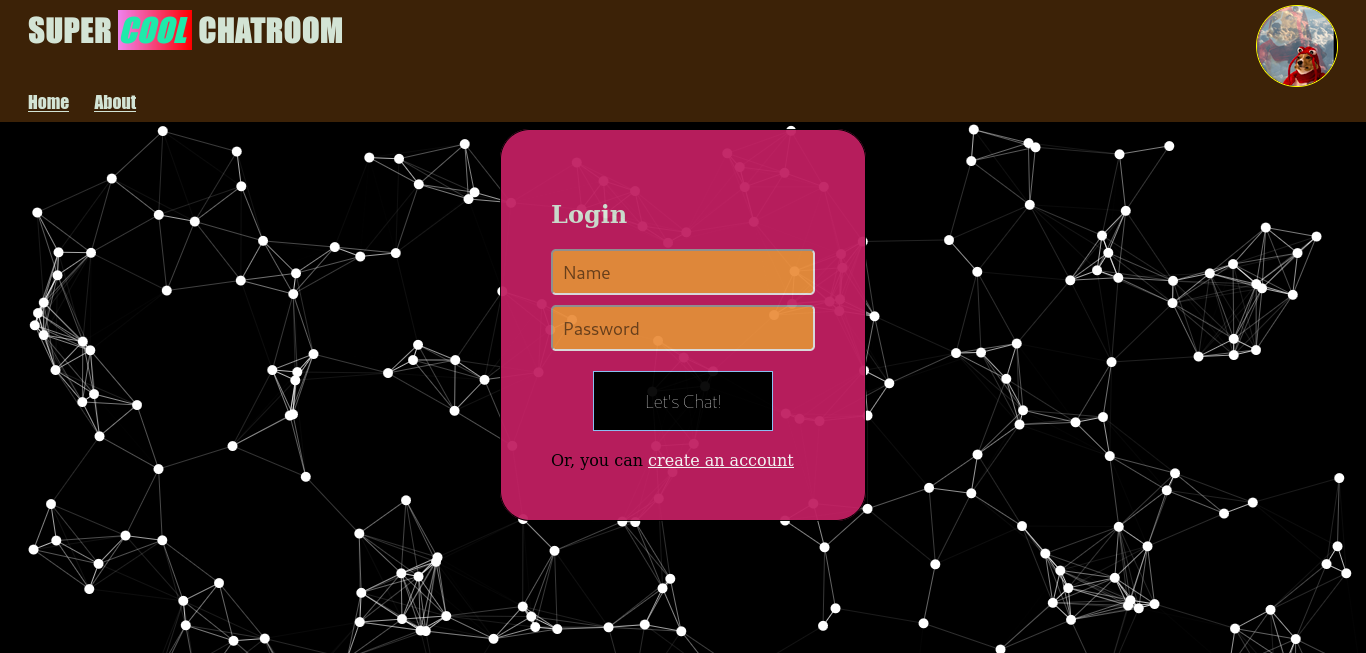 SUPER COOL CHATROOM
Home About
Login
Name
Password
Let's Chat!
Or, you can create an account